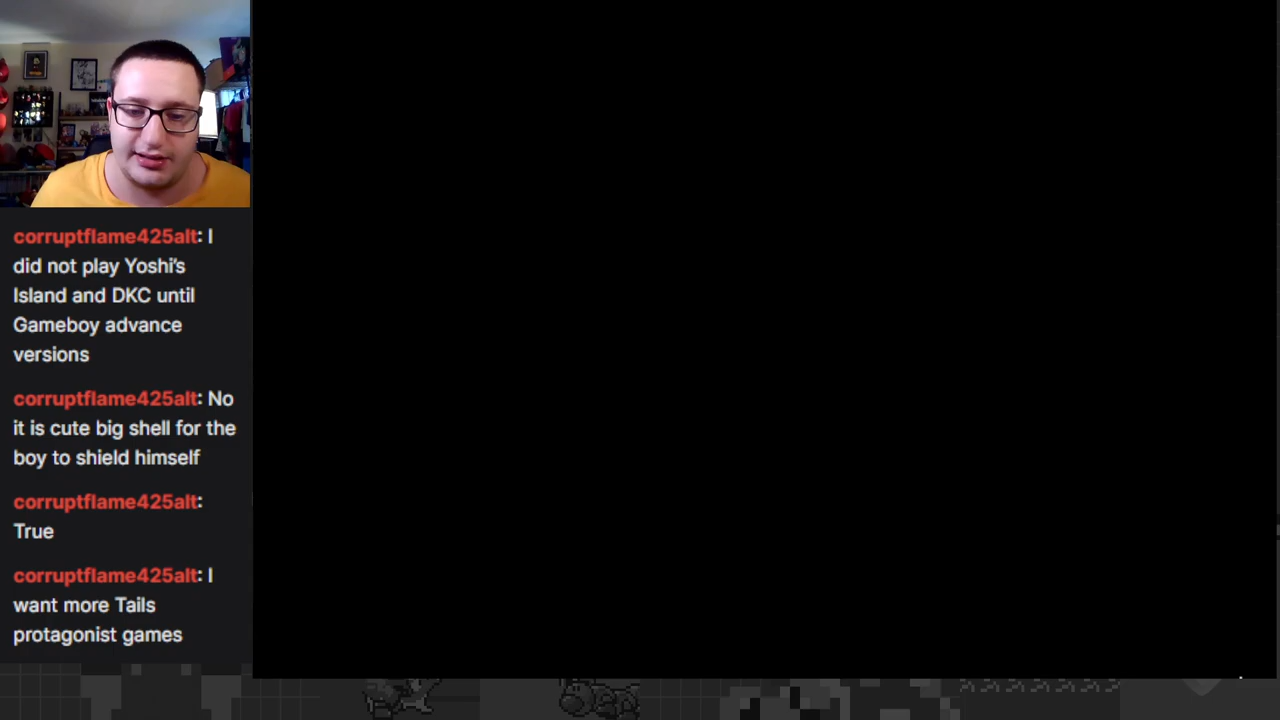 corruptflame425alt: I
did not play Yoshi's
Island and DKC until
Gameboy advance
versions
corruptflame425alt: No
it is cute big shell for the
boy to shield himself
corruptflame425alt:
True
corruptflame425alt: I
want more Tails
protagonist games